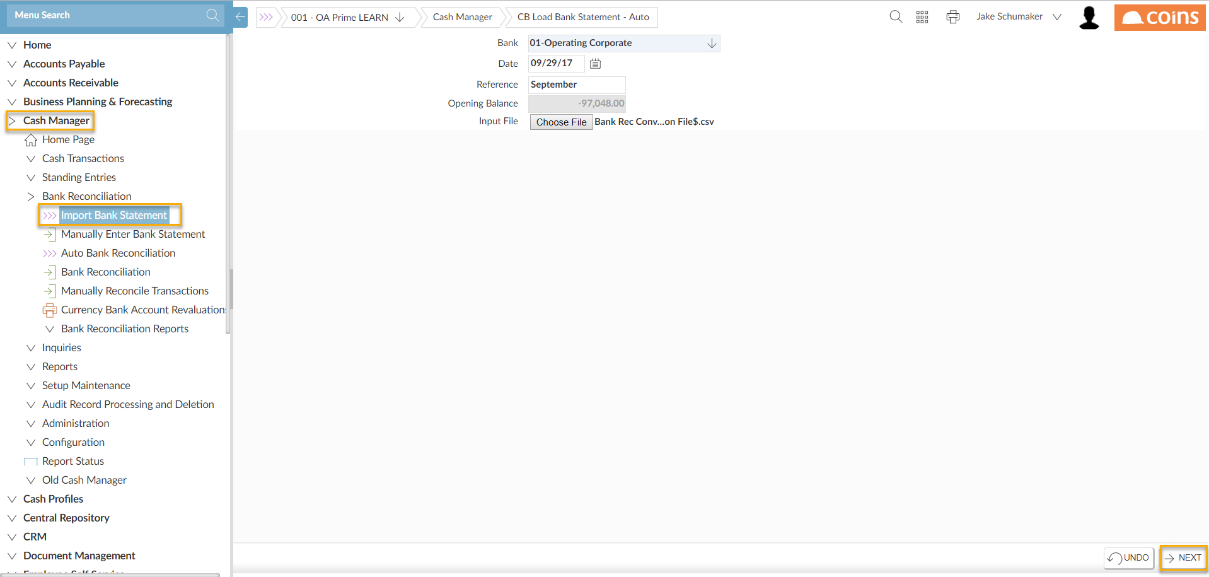 Menu Search
001 - OA Prime LEARN
Cash Manager
CB Load Bank Statement - Auto
Jake Schumaker
COINS
Home
Accounts Payable
Accounts Receivable
Business Planning & Forecasting
Cash Manager
Home Page
Cash Transactions
Standing Entries
Bank Reconciliation
Import Bank Statement
Manually Enter Bank Statement
Auto Bank Reconciliation
Bank Reconciliation
Manually Reconcile Transactions
Currency Bank Account Revaluation
Bank Reconciliation Reports
Inquiries
Reports
Setup Maintenance
Audit Record Processing and Deletion
Administration
Configuration
Report Status
Old Cash Manager
Cash Profiles
Central Repository
CRM
Document Management
Bank 01-Operating Corporate
Date 09/29/17
Reference September
Opening Balance -97,048.00
Input File Choose File Bank Rec Conv...on File$.csv
UNDO
NEXT